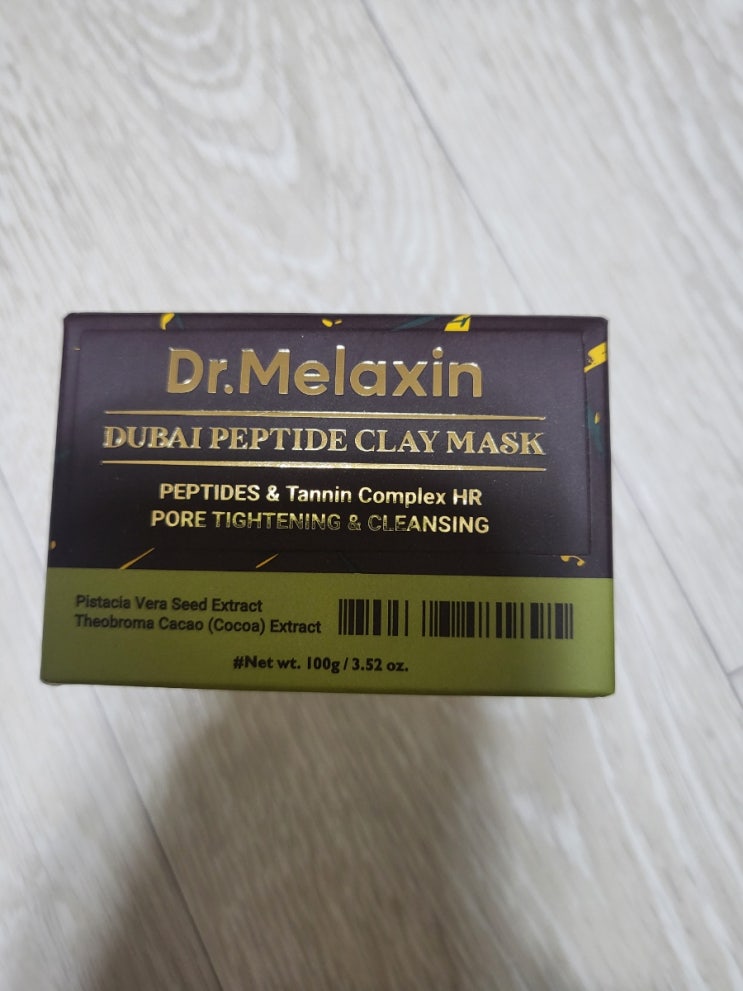 Dr.Melaxin
DUBAI PEPTIDE CLAY MASK
PEPTIDES & Tannin Complex HR
PORE TIGHTENING & CLEANSING
Pistacia Vera Seed Extract
Theobroma Cacao (Cocoa) Extract
#Net wt. 100g / 3.52 oz.